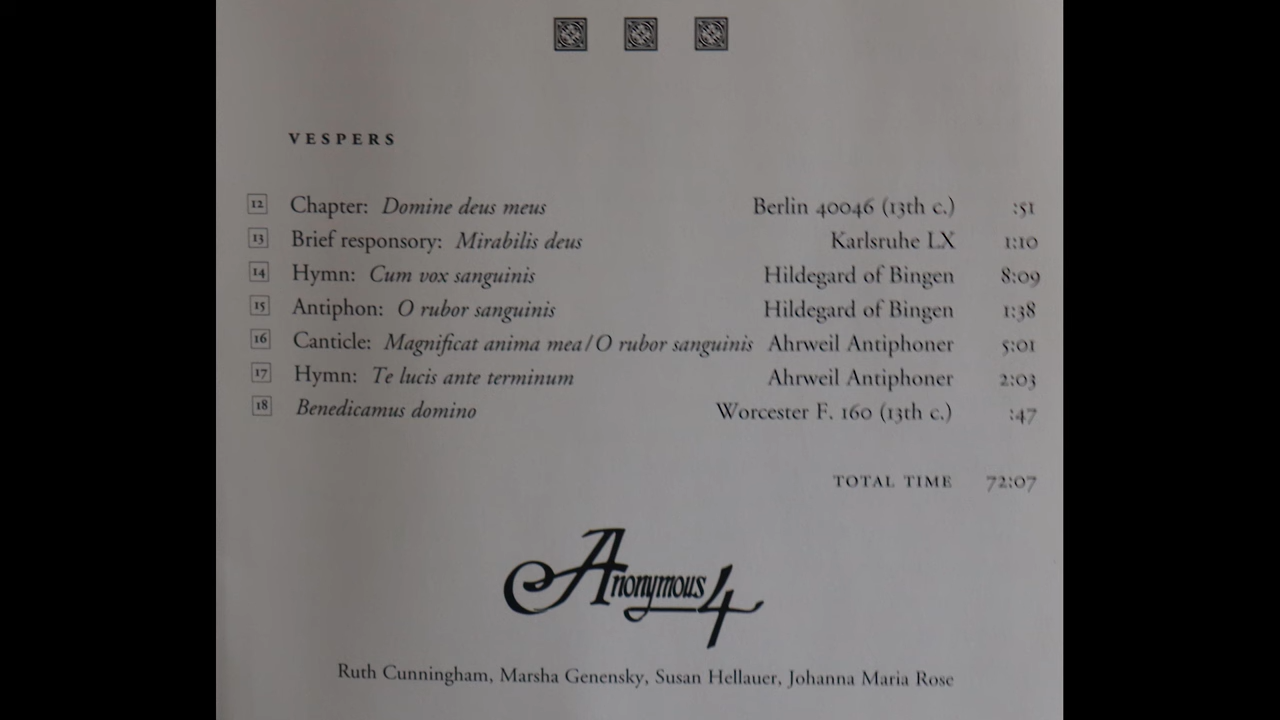 VESPERS
12 Chapter: Domine deus meus Berlin 40046 (13th c.) :51
13 Brief responsory: Mirabilis deus Karlsruhe LX 1:10
14 Hymn: Cum vox sanguinis Hildegard of Bingen 8:09
15 Antiphon: O rubor sanguinis Hildegard of Bingen 1:38
16 Canticle: Magnificat anima mea/O rubor sanguinis Ahrweil Antiphoner 5:01
17 Hymn: Te lucis ante terminum Ahrweil Antiphoner 2:03
18 Benedicamus domino Worcester F. 160 (13th c.) :47
TOTAL TIME 72:07
Anonymous 4
Ruth Cunningham, Marsha Genensky, Susan Hellauer, Johanna Maria Rose